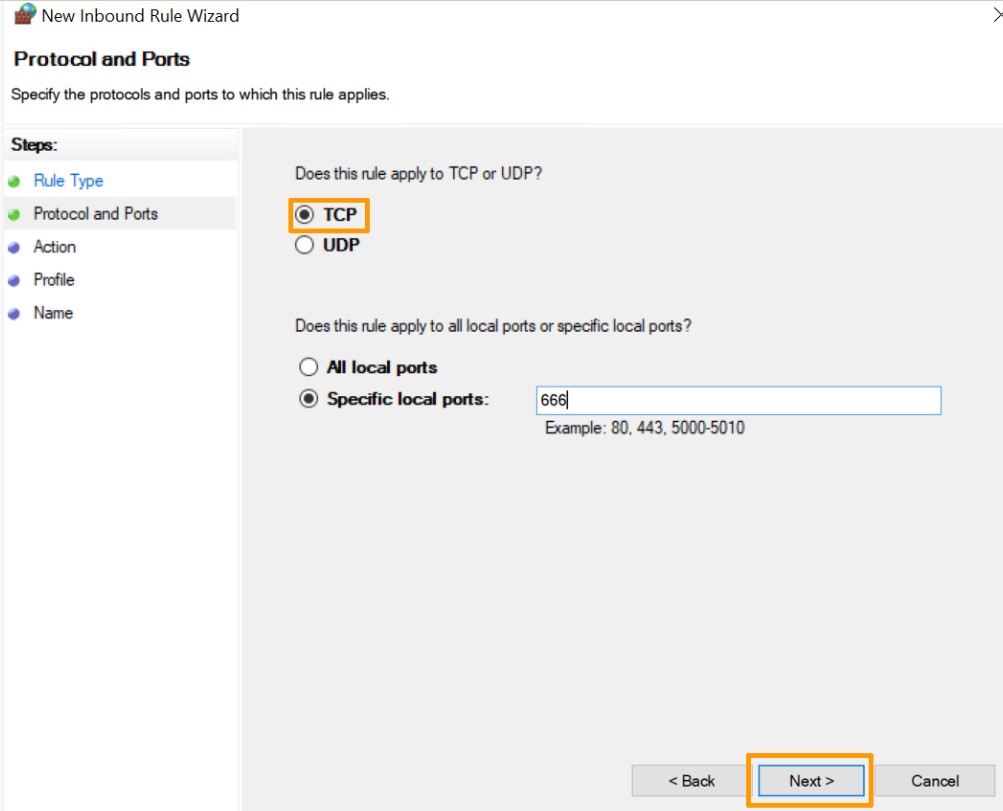 New Inbound Rule Wizard
Protocol and Ports
Specify the protocols and ports to which this rule applies.
Steps:
Rule Type
Protocol and Ports
Action
Profile
Name
Does this rule apply to TCP or UDP?
TCP
UDP
Does this rule apply to all local ports or specific local ports?
All local ports
Specific local ports:
666
Example: 80, 443, 5000-5010
< Back
Next >
Cancel